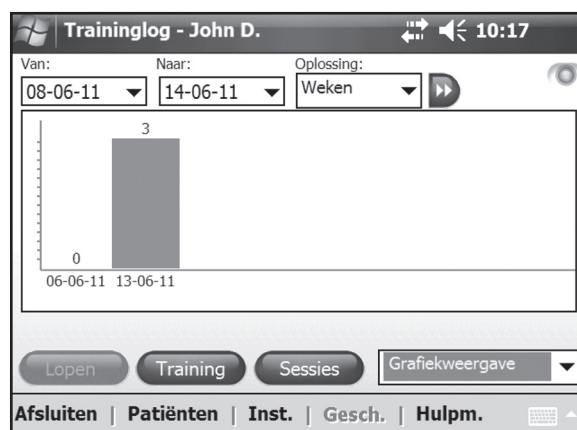 Traininglog - John D. 10:17
Van: Naar: Oplossing:
08-06-11 14-06-11 Weken
3
0
06-06-11 13-06-11
Lopen Training Sessies Grafiekweergave
Afsluiten | Patiënten | Inst. | Gesch. | Hulpm.